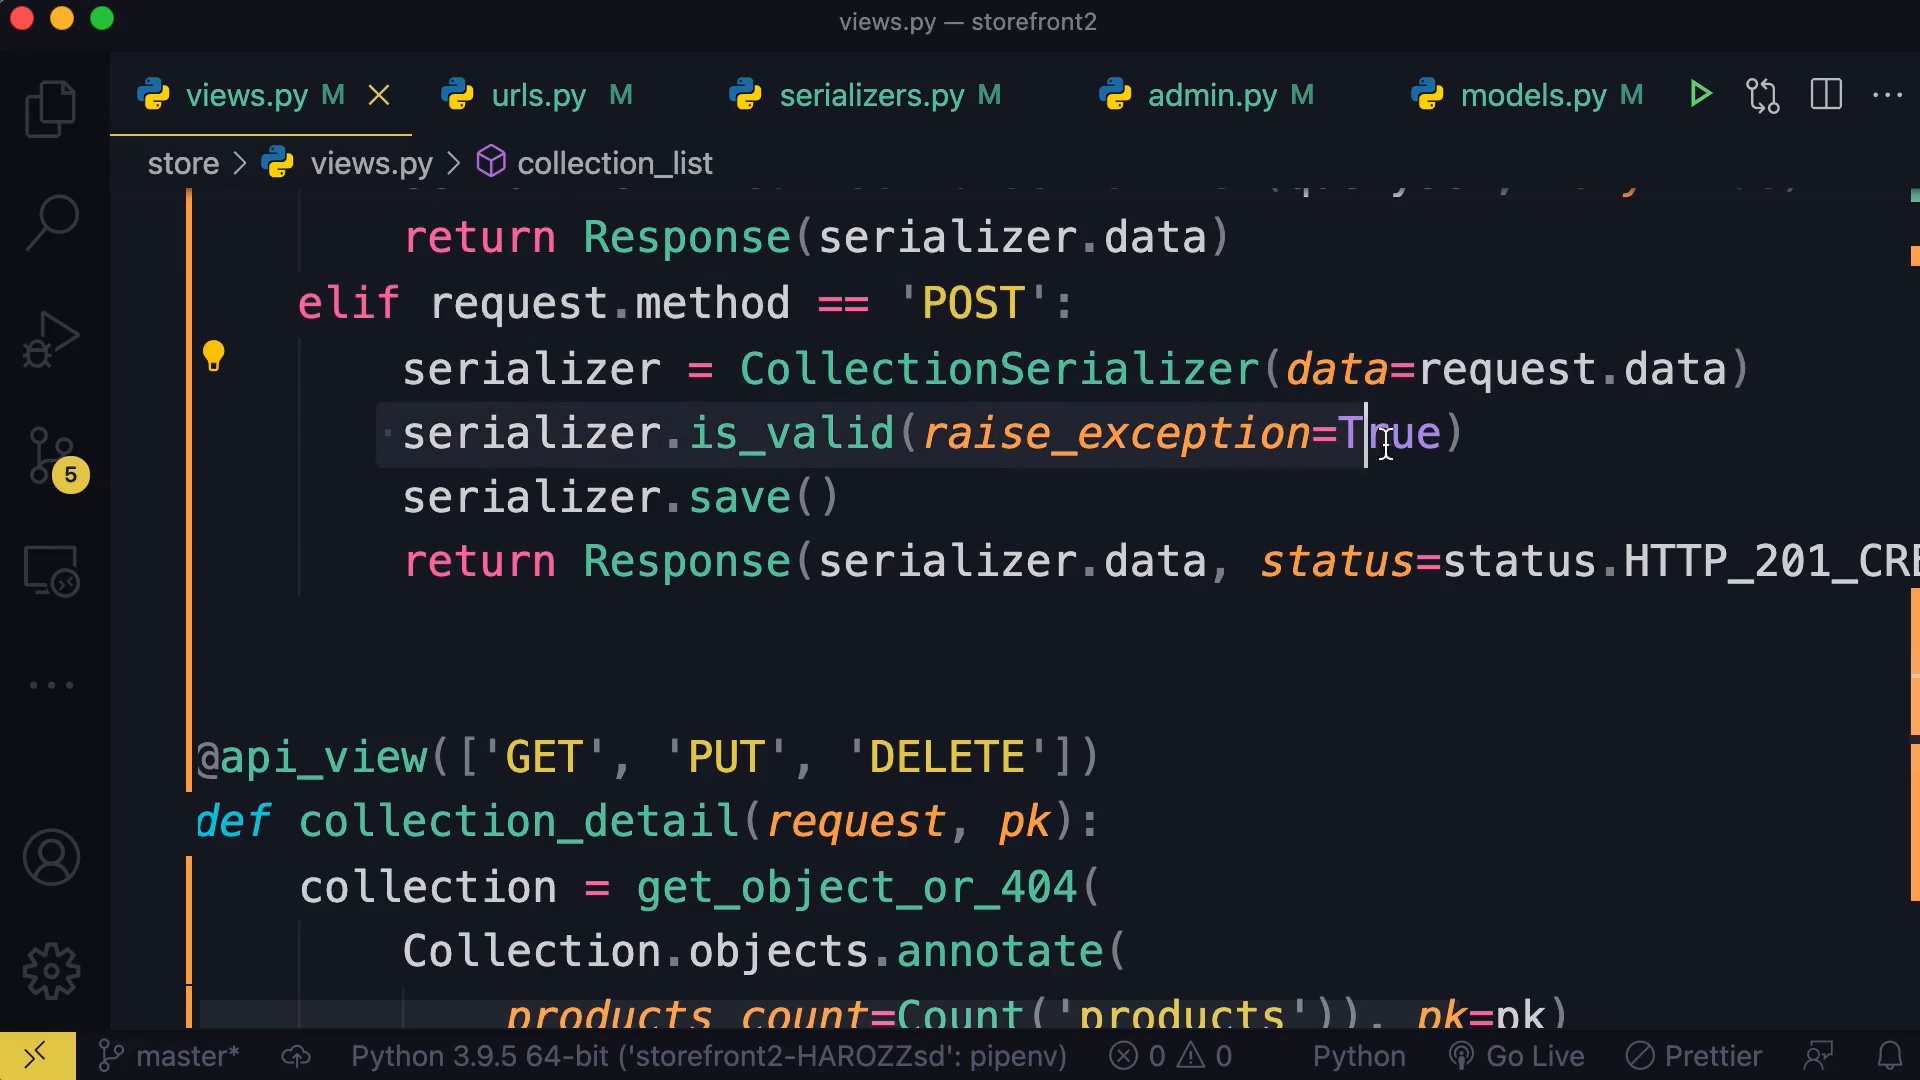 views.py — storefront2
views.py M urls.py M serializers.py M admin.py M models.py M
store > views.py > collection_list
return Response(serializer.data)
elif request.method == 'POST':
serializer = CollectionSerializer(data=request.data)
serializer.is_valid(raise_exception=True)
serializer.save()
return Response(serializer.data, status=status.HTTP_201_CRE
5
@api_view(['GET', 'PUT', 'DELETE'])
def collection_detail(request, pk):
collection = get_object_or_404(
Collection.objects.annotate(
products_count=Count('products')), pk=pk)
master* Python 3.9.5 64-bit ('storefront2-HAROZZsd': pipenv) 0 0 Python Go Live Prettier